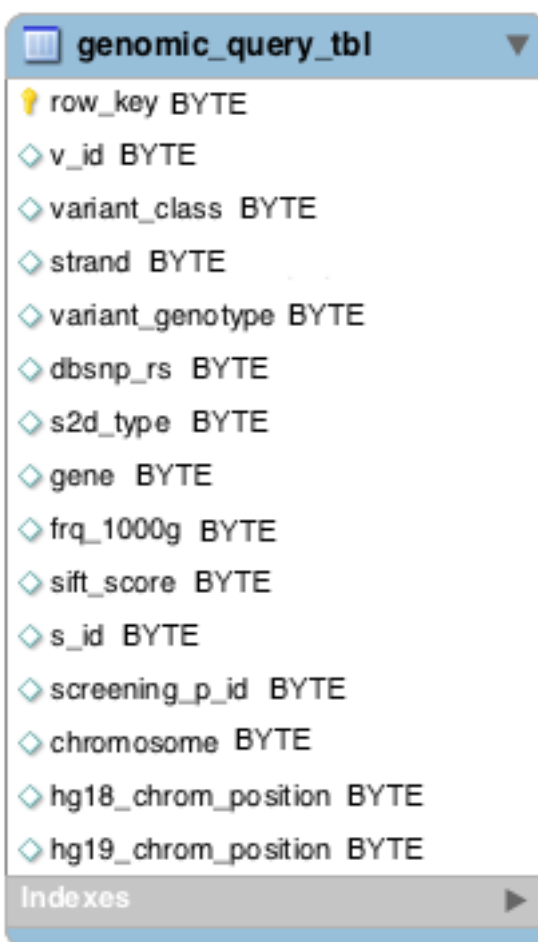 genomic_query_tbl
row_key BYTE
v_id BYTE
variant_class BYTE
strand BYTE
variant_genotype BYTE
dbsnp_rs BYTE
s2d_type BYTE
gene BYTE
frq_1000g BYTE
sift_score BYTE
s_id BYTE
screening_p_id BYTE
chromosome BYTE
hg18_chrom_position BYTE
hg19_chrom_position BYTE
Indexes